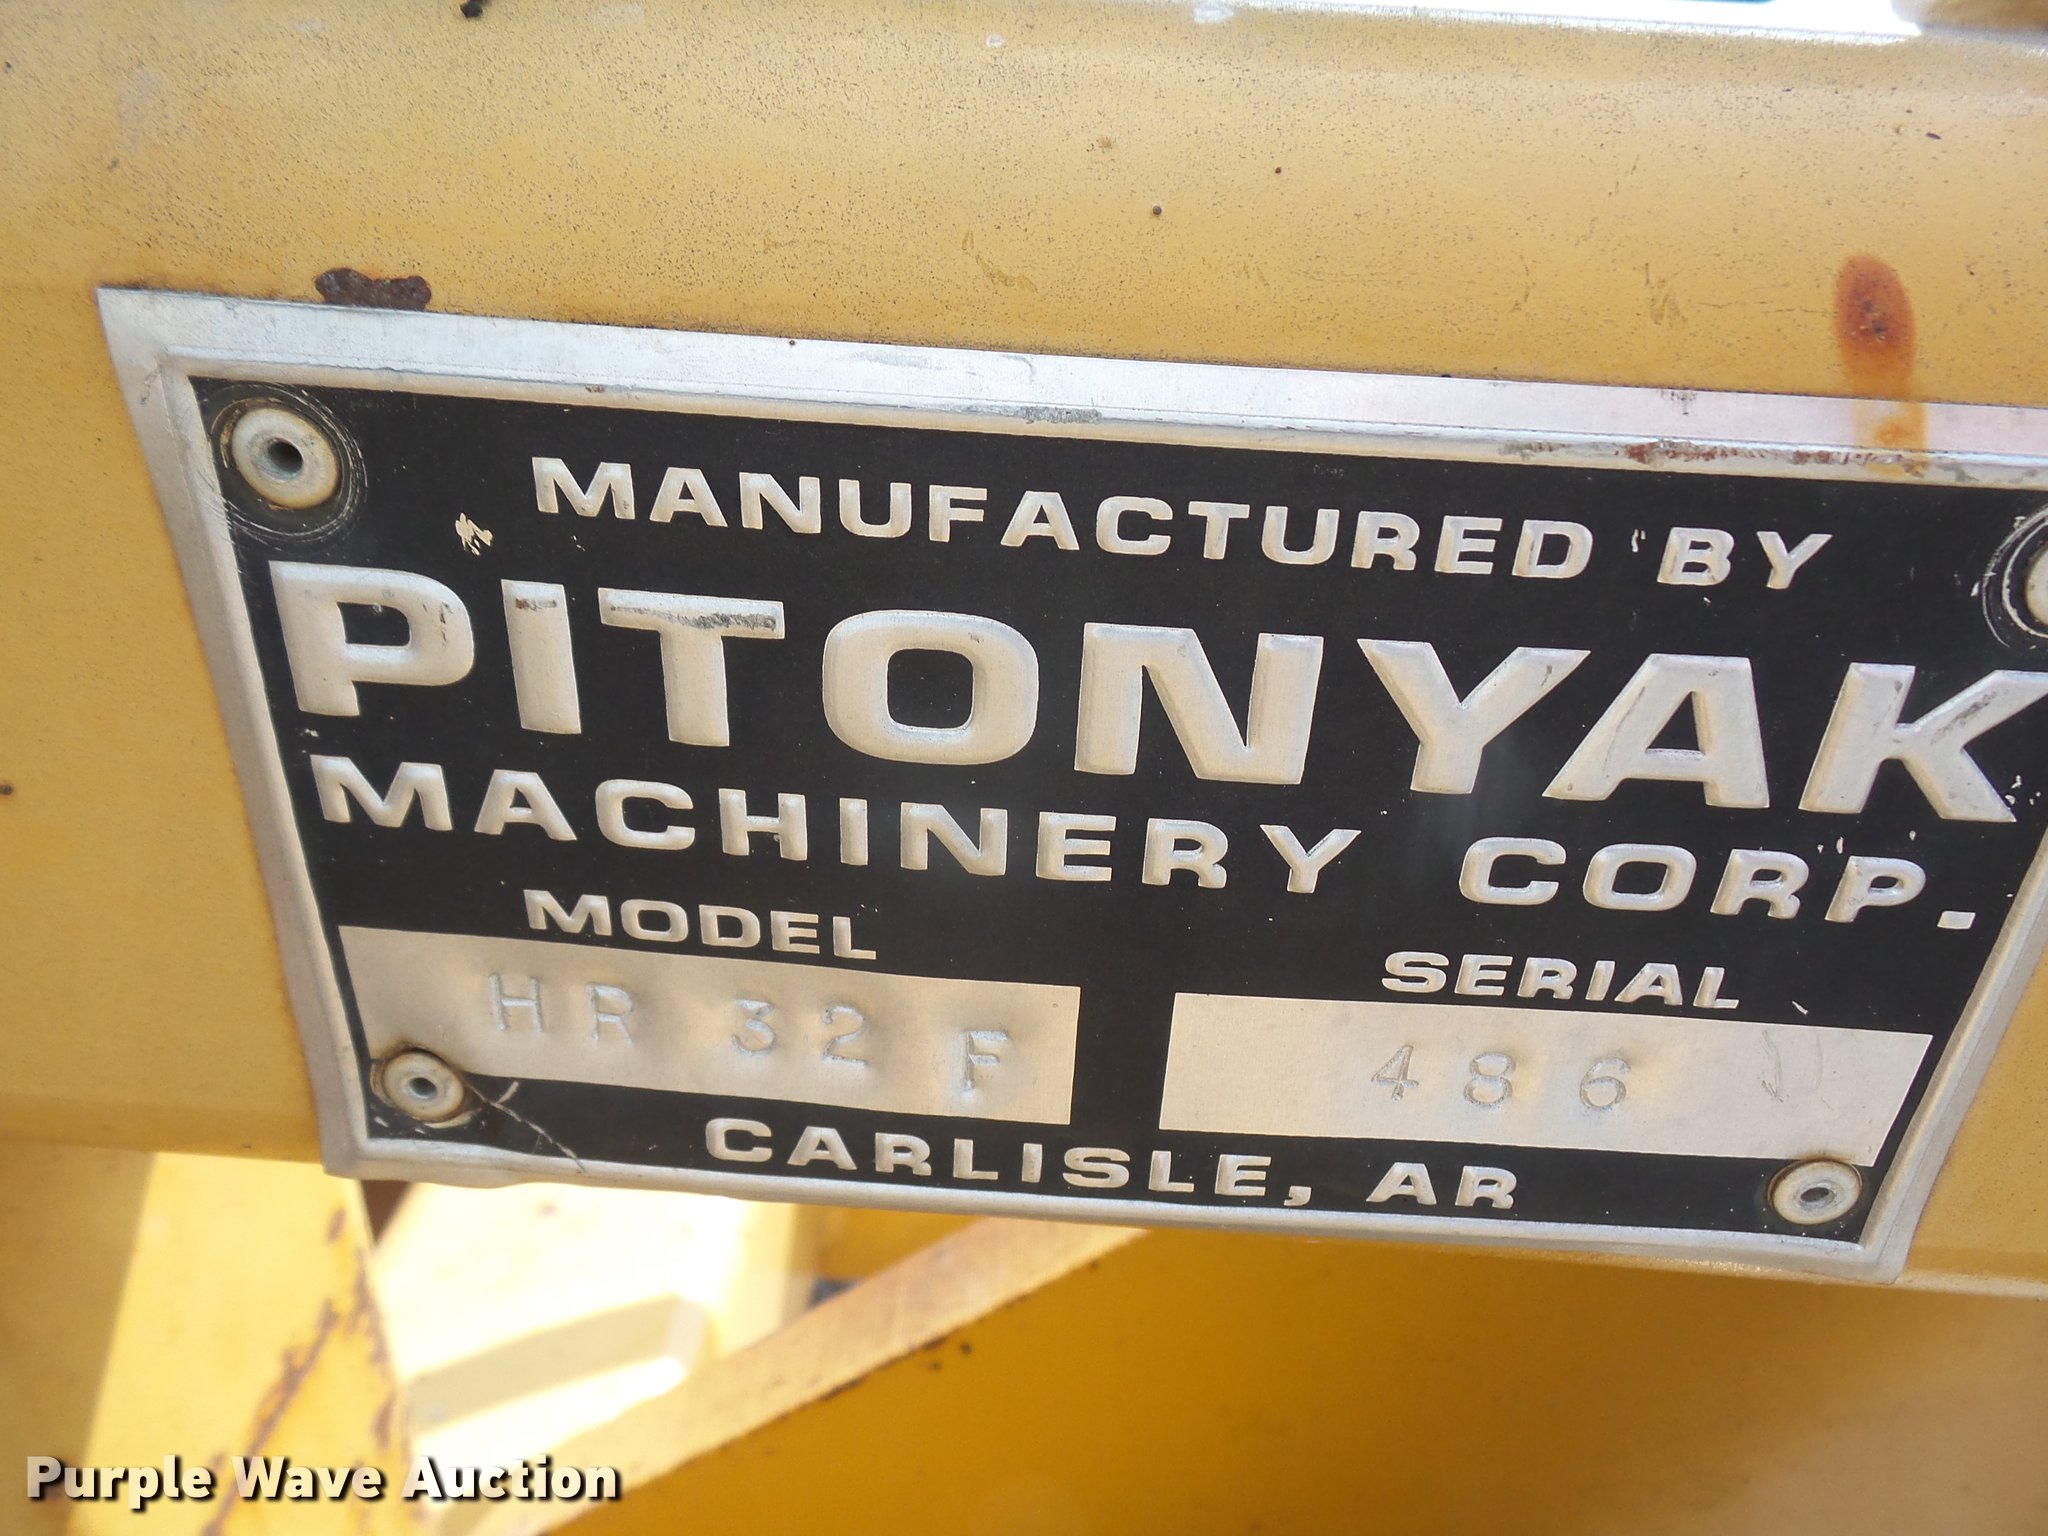 MANUFACTURED BY
PITONYAK
MACHINERY CORP.
MODEL SERIAL
HR 32 F 486
CARLISLE, AR
Purple Wave Auction